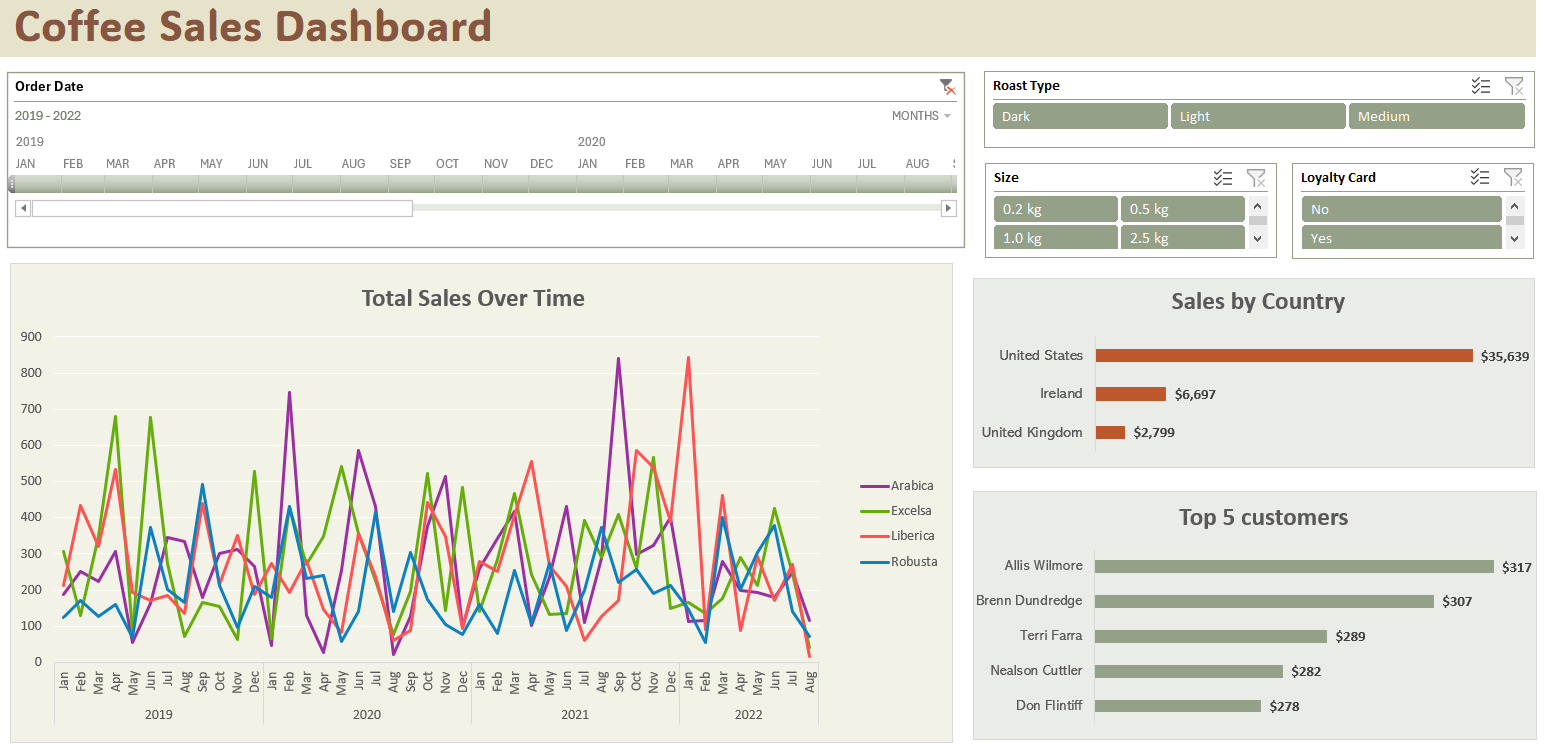 Coffee Sales Dashboard
Order Date
2019 - 2022
MONTHS
2019 2020
JAN FEB MAR APR MAY JUN JUL AUG SEP OCT NOV DEC JAN FEB MAR APR MAY JUN JUL AUG
Roast Type
Dark Light Medium
Size
0.2 kg 0.5 kg
1.0 kg 2.5 kg
Loyalty Card
No
Yes
Total Sales Over Time
900
800
700
600
500
400
300
200
100
0
Jan Feb Mar Apr May Jun Jul Aug Sep Oct Nov Dec Jan Feb Mar Apr May Jun Jul Aug Sep Oct Nov Dec Jan Feb Mar Apr May Jun Jul Aug Sep Oct Nov Dec Jan Feb Mar Apr May Jun Jul Aug
2019 2020 2021 2022
Arabica
Excelsa
Liberica
Robusta
Sales by Country
United States $35,639
Ireland $6,697
United Kingdom $2,799
Top 5 customers
Allis Wilmore $317
Brenn Dundredge $307
Terri Farra $289
Nealson Cuttler $282
Don Flintiff $278